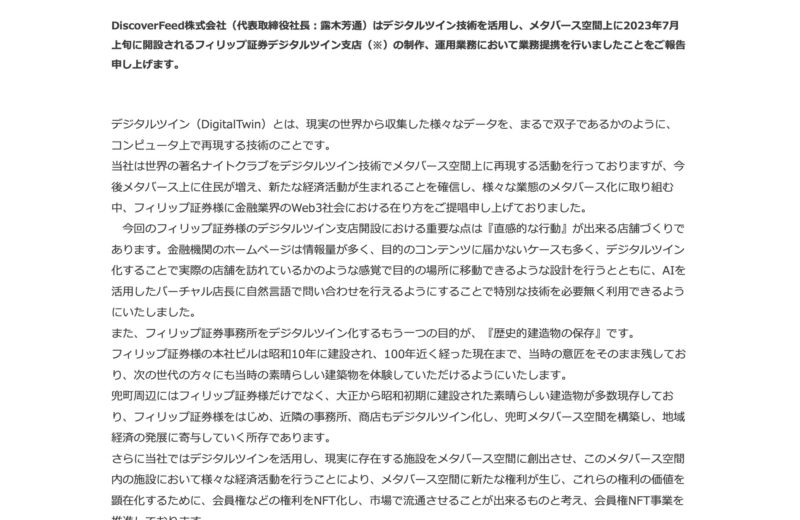 DiscoverFeed株式会社（代表取締役社長：露木芳通）はデジタルツイン技術を活用し、メタバース空間上に2023年7月
上旬に開設されるフィリップ証券デジタルツイン支店（※）の制作、運用業務において業務提携を行いましたことをご報告
申し上げます。
デジタルツイン（DigitalTwin）とは、現実の世界から収集した様々なデータを、まるで双子であるかのように、
コンピュータ上で再現する技術のことです。
当社は世界の著名ナイトクラブをデジタルツイン技術でメタバース空間上に再現する活動を行っておりますが、今
後メタバース上に住民が増え、新たな経済活動が生まれることを確信し、様々な業態のメタバース化に取り組む
中、フィリップ証券様に金融業界のWeb3社会における在り方をご提唱申し上げておりました。
　今回のフィリップ証券様のデジタルツイン支店開設における重要な点は『直感的な行動』が出来る店舗づくりで
あります。金融機関のホームページは情報量が多く、目的のコンテンツに届かないケースも多く、デジタルツイン
化することで実際の店舗を訪れているかのような感覚で目的の場所に移動できるような設計を行うとともに、AIを
活用したバーチャル店長に自然言語で問い合わせを行えるようにすることで特別な技術を必要無く利用できるよう
にいたしました。
また、フィリップ証券事務所をデジタルツイン化するもう一つの目的が、『歴史的建造物の保存』です。
フィリップ証券様の本社ビルは昭和10年に建設され、100年近く経った現在まで、当時の意匠をそのまま残してお
り、次の世代の方々にも当時の素晴らしい建築物を体験していただけるようにいたします。
兜町周辺にはフィリップ証券様だけでなく、大正から昭和初期に建設された素晴らしい建造物が多数現存してお
り、フィリップ証券様をはじめ、近隣の事務所、商店もデジタルツイン化し、兜町メタバース空間を構築し、地域
経済の発展に寄与していく所存であります。
さらに当社ではデジタルツインを活用し、現実に存在する施設をメタバース空間に創出させ、このメタバース空間
内の施設において様々な経済活動を行うことにより、メタバース空間に新たな権利が生じ、これらの権利の価値を
顕在化するために、会員権などの権利をNFT化し、市場で流通させることが出来るものと考え、会員権NFT事業を
推進しております。